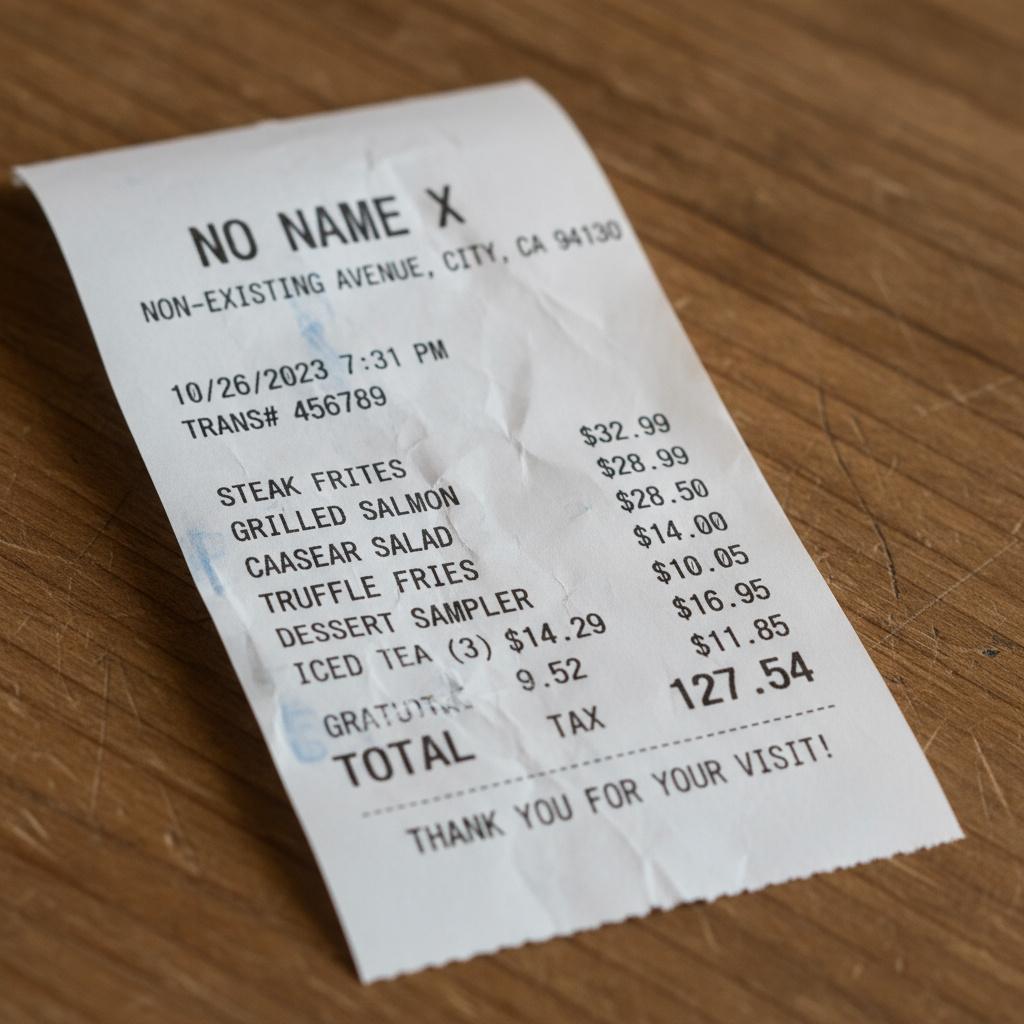 NO NAME X
NON-EXISTING AVENUE, CITY, CA 94130
10/26/2023 7:31 PM
TRANS# 456789
STEAK FRITES $32.99
GRILLED SALMON $28.99
CAASEAR SALAD $28.50
TRUFFLE FRIES $14.00
DESSERT SAMPLER $10.05
ICED TEA (3) $14.29 $16.95
9.52 $11.85
TOTAL TAX 127.54
THANK YOU FOR YOUR VISIT!